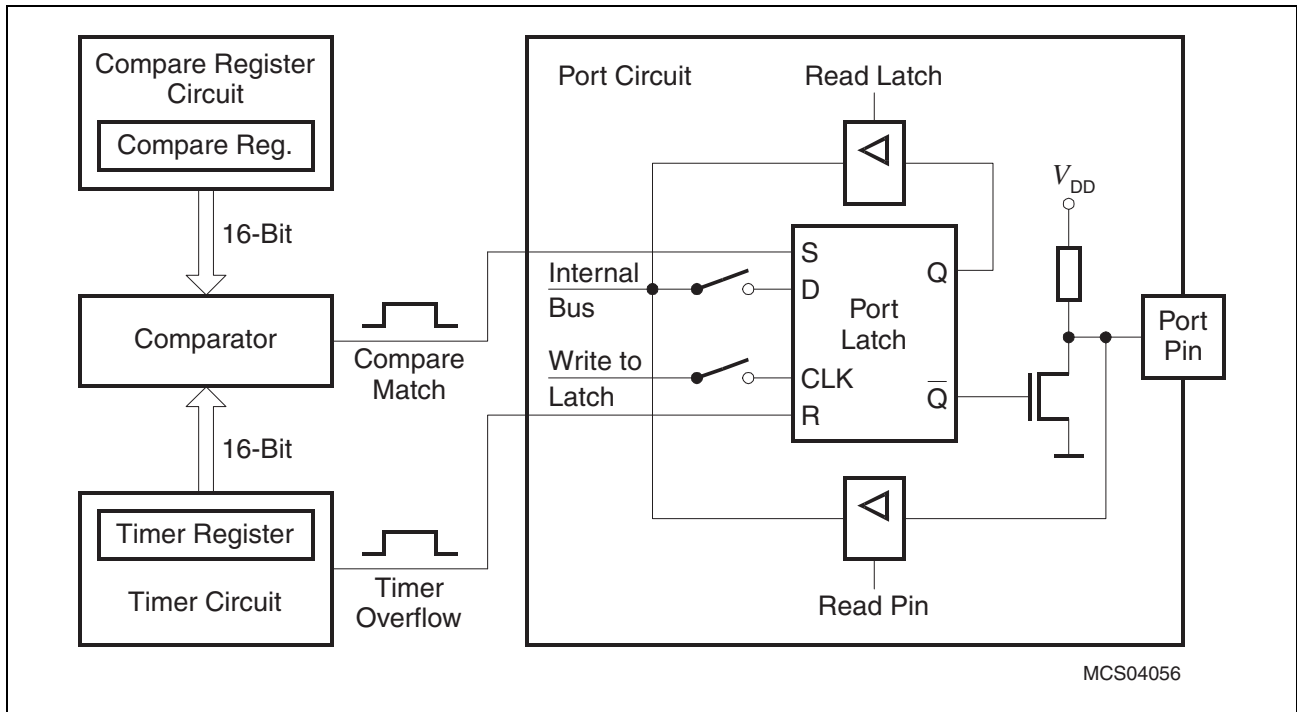 Compare Register
Circuit
Compare Reg.
16-Bit
Comparator
Compare
Match
16-Bit
Timer Register
Timer Circuit
Timer
Overflow
Port Circuit
Read Latch
Internal
Bus
Write to
Latch
S
D
CLK
R
Port
Latch
Q
Q̅
Read Pin
V
DD
Port
Pin
MCS04056